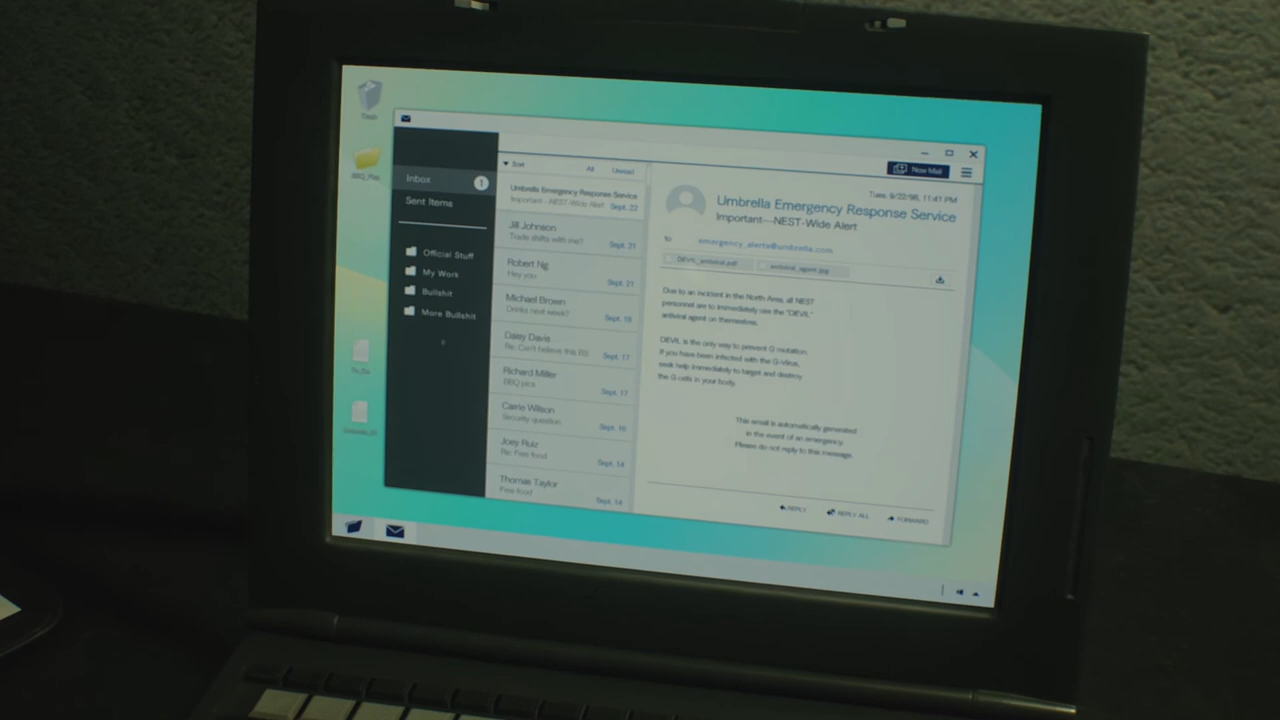 Trash
BBQ_Pics
Inbox
1
Sent Items
Official Stuff
My Work
Bullshit
More Bullshit
Sort
All
Unread
Umbrella Emergency Response Service
Important - NEST-Wide Alert
Sept. 22
Jill Johnson
Trade shifts with me?
Sept. 21
Robert Ng
Hey you
Sept. 21
Michael Brown
Drinks next week?
Sept. 18
Daisy Davis
Re: Can't believe this BS
Sept. 17
Richard Miller
BBQ pics
Sept. 17
Carrie Wilson
Security question
Sept. 16
Joey Ruiz
Re: Free food
Sept. 14
Thomas Taylor
Free food
Sept. 14
New Mail
Tues. 9/22/98, 11:41 PM
Umbrella Emergency Response Service
Important—NEST-Wide Alert
to
emergency_alerts@umbrella.com
DEVIL_antiviral.pdf
antiviral_agent.jpg
Due to an incident in the North Area, all NEST
personnel are to immediately use the "DEVIL"
antiviral agent on themselves.
DEVIL is the only way to prevent G mutation.
If you have been infected with the G-Virus,
seek help immediately to target and destroy
the G cells in your body.
This email is automatically generated
in the event of an emergency.
Please do not reply to this message.
REPLY
REPLY ALL
FORWARD